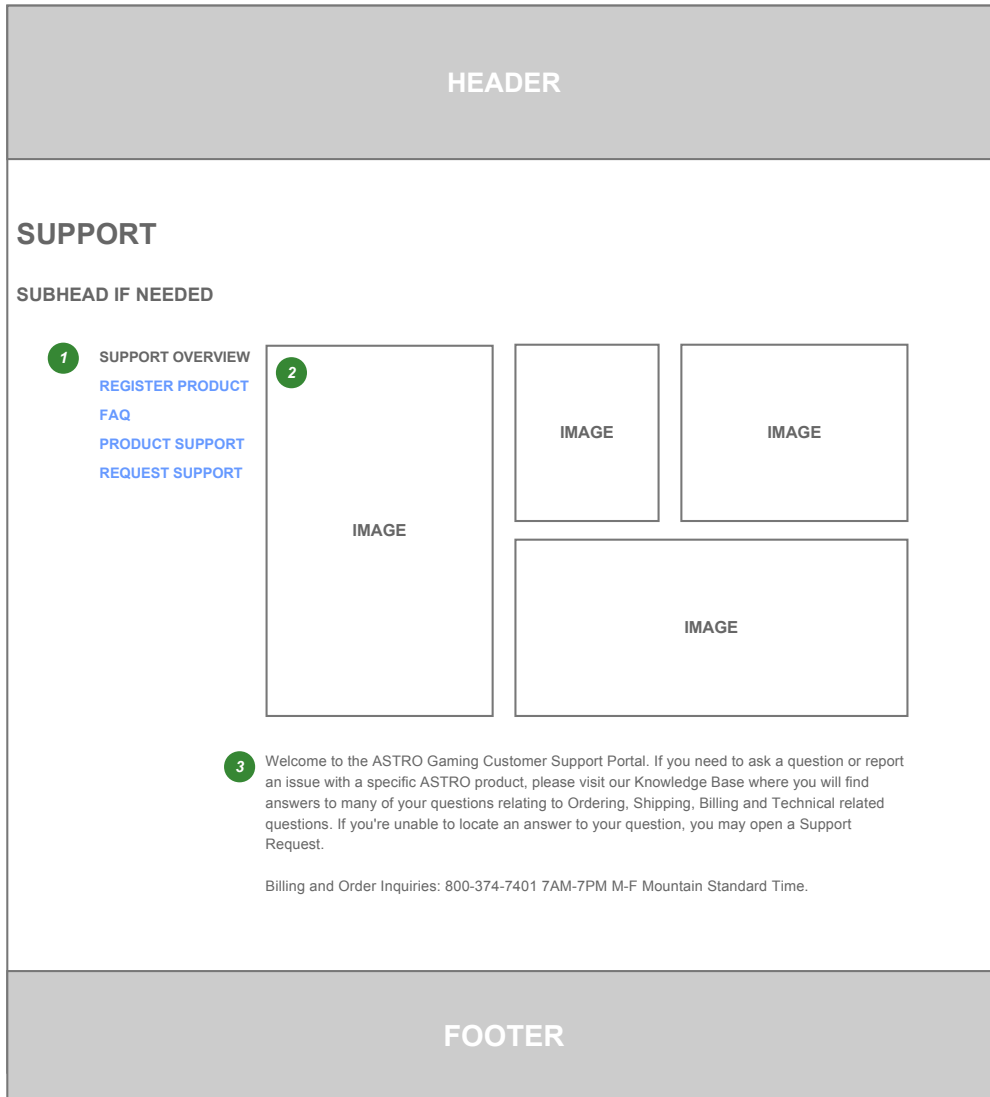 HEADER
SUPPORT
SUBHEAD IF NEEDED
1
SUPPORT OVERVIEW
REGISTER PRODUCT
FAQ
PRODUCT SUPPORT
REQUEST SUPPORT
2
IMAGE
IMAGE
IMAGE
IMAGE
3
Welcome to the ASTRO Gaming Customer Support Portal. If you need to ask a question or report
an issue with a specific ASTRO product, please visit our Knowledge Base where you will find
answers to many of your questions relating to Ordering, Shipping, Billing and Technical related
questions. If you're unable to locate an answer to your question, you may open a Support
Request.
Billing and Order Inquiries: 800-374-7401 7AM-7PM M-F Mountain Standard Time.
FOOTER